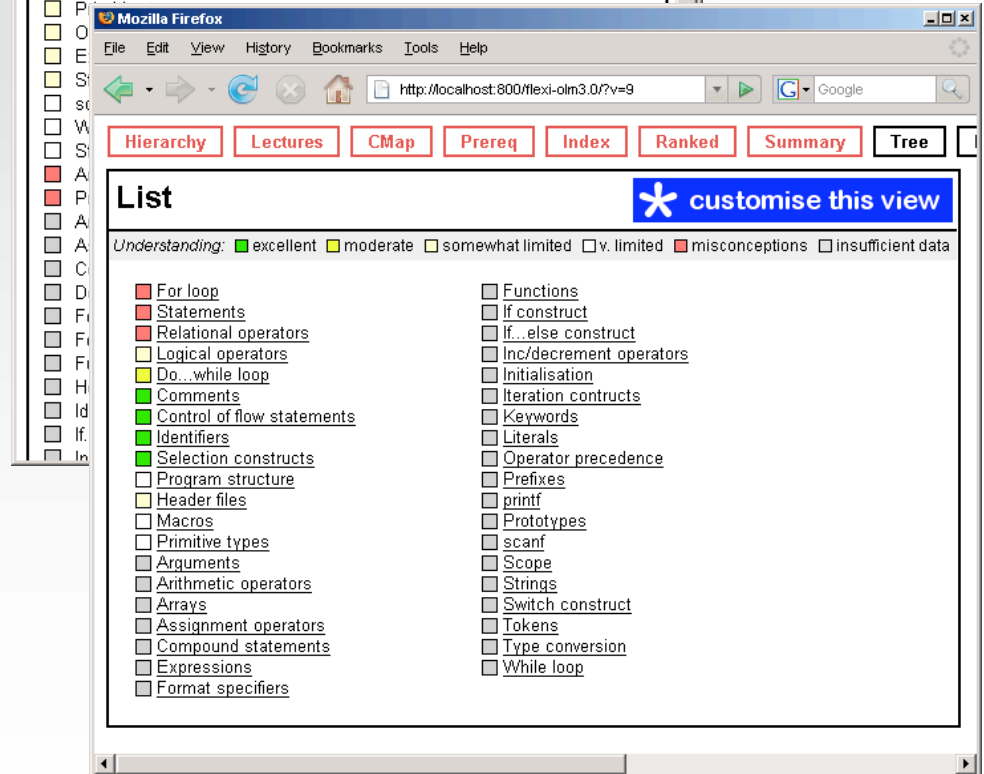 Mozilla Firefox
File Edit View History Bookmarks Tools Help
http://localhost:800/flexi-olm3.0/?v=9
G Google
Hierarchy Lectures CMap Prereq Index Ranked Summary Tree
List
customise this view
Understanding: excellent moderate somewhat limited v. limited misconceptions insufficient data
For loop
Statements
Relational operators
Logical operators
Do...while loop
Comments
Control of flow statements
Identifiers
Selection constructs
Program structure
Header files
Macros
Primitive types
Arguments
Arithmetic operators
Arrays
Assignment operators
Compound statements
Expressions
Format specifiers
Functions
If construct
If...else construct
Inc/decrement operators
Initialisation
Iteration contructs
Keywords
Literals
Operator precedence
Prefixes
printf
Prototypes
scanf
Scope
Strings
Switch construct
Tokens
Type conversion
While loop